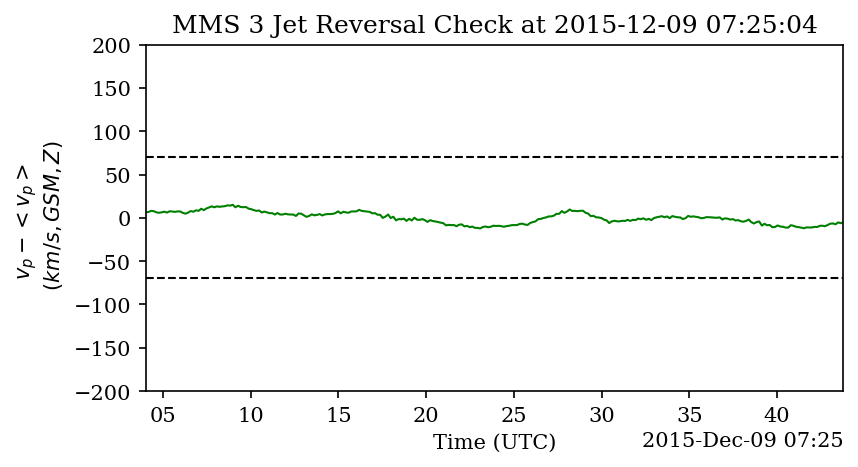 MMS 3 Jet Reversal Check at 2015-12-09 07:25:04
200
150
100
50
0
−50
−100
−150
−200
v_p − < v_p >
(km/s, GSM, Z)
05 10 15 20 25 30 35 40
Time (UTC)
2015-Dec-09 07:25